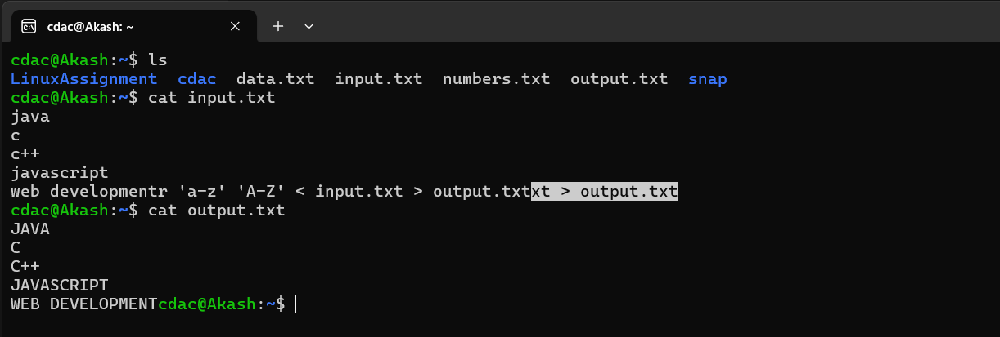 cdac@Akash: ~
cdac@Akash:~$ ls
LinuxAssignment  cdac  data.txt  input.txt  numbers.txt  output.txt  snap
cdac@Akash:~$ cat input.txt
java
c
c++
javascript
web developmentr 'a-z' 'A-Z' < input.txt > output.txtxt > output.txt
cdac@Akash:~$ cat output.txt
JAVA
C
C++
JAVASCRIPT
WEB DEVELOPMENTcdac@Akash:~$